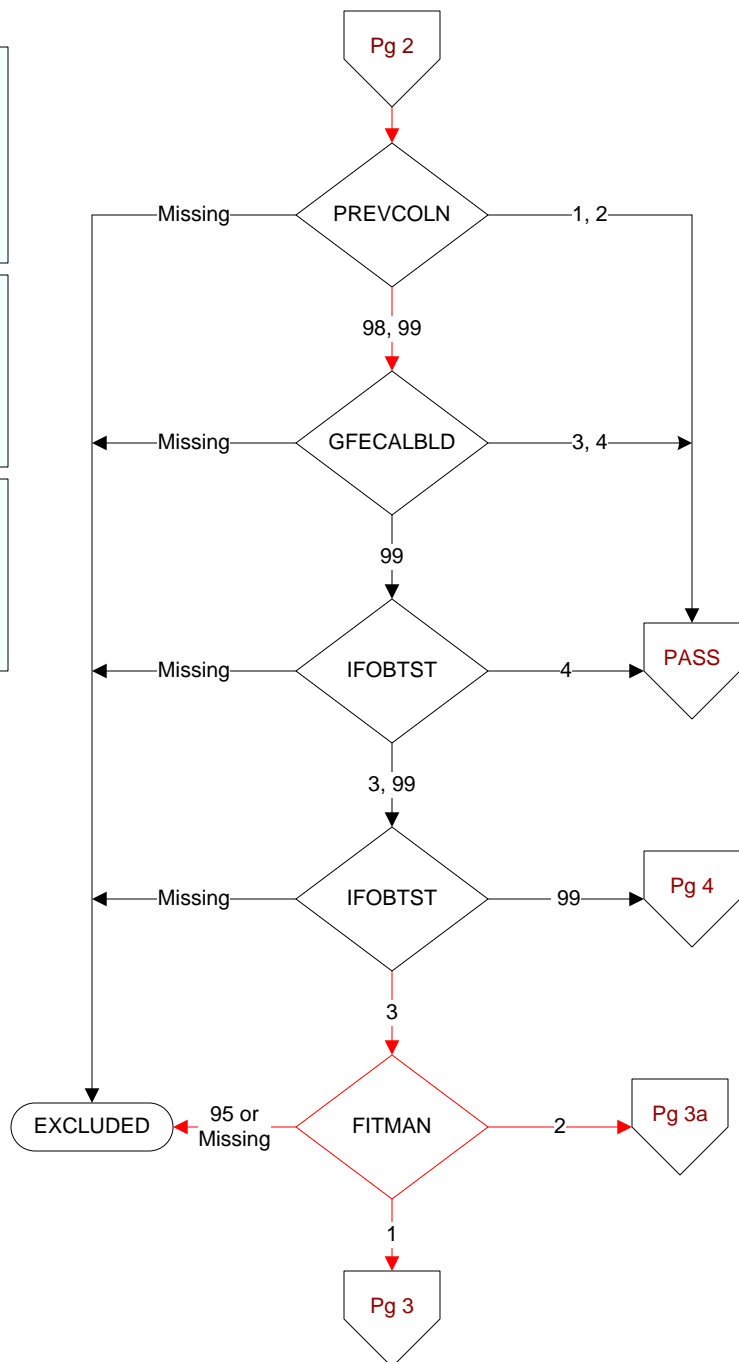 Pg 2
PREVCOLN
Missing
1, 2
98, 99
GFECALBLD
Missing
3, 4
99
IFOBTST
Missing
4
PASS
3, 99
IFOBTST
Missing
99
Pg 4
3
EXCLUDED
95 or
Missing
FITMAN
2
Pg 3a
1
Pg 3